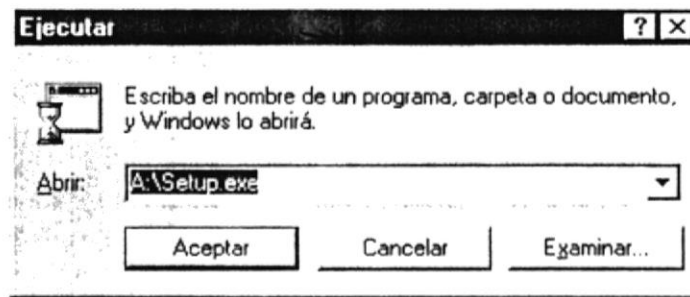 Ejecutar
Escriba el nombre de un programa, carpeta o documento,
y Windows lo abrirá.
Abrir: A:\Setup.exe
Aceptar Cancelar Examinar...